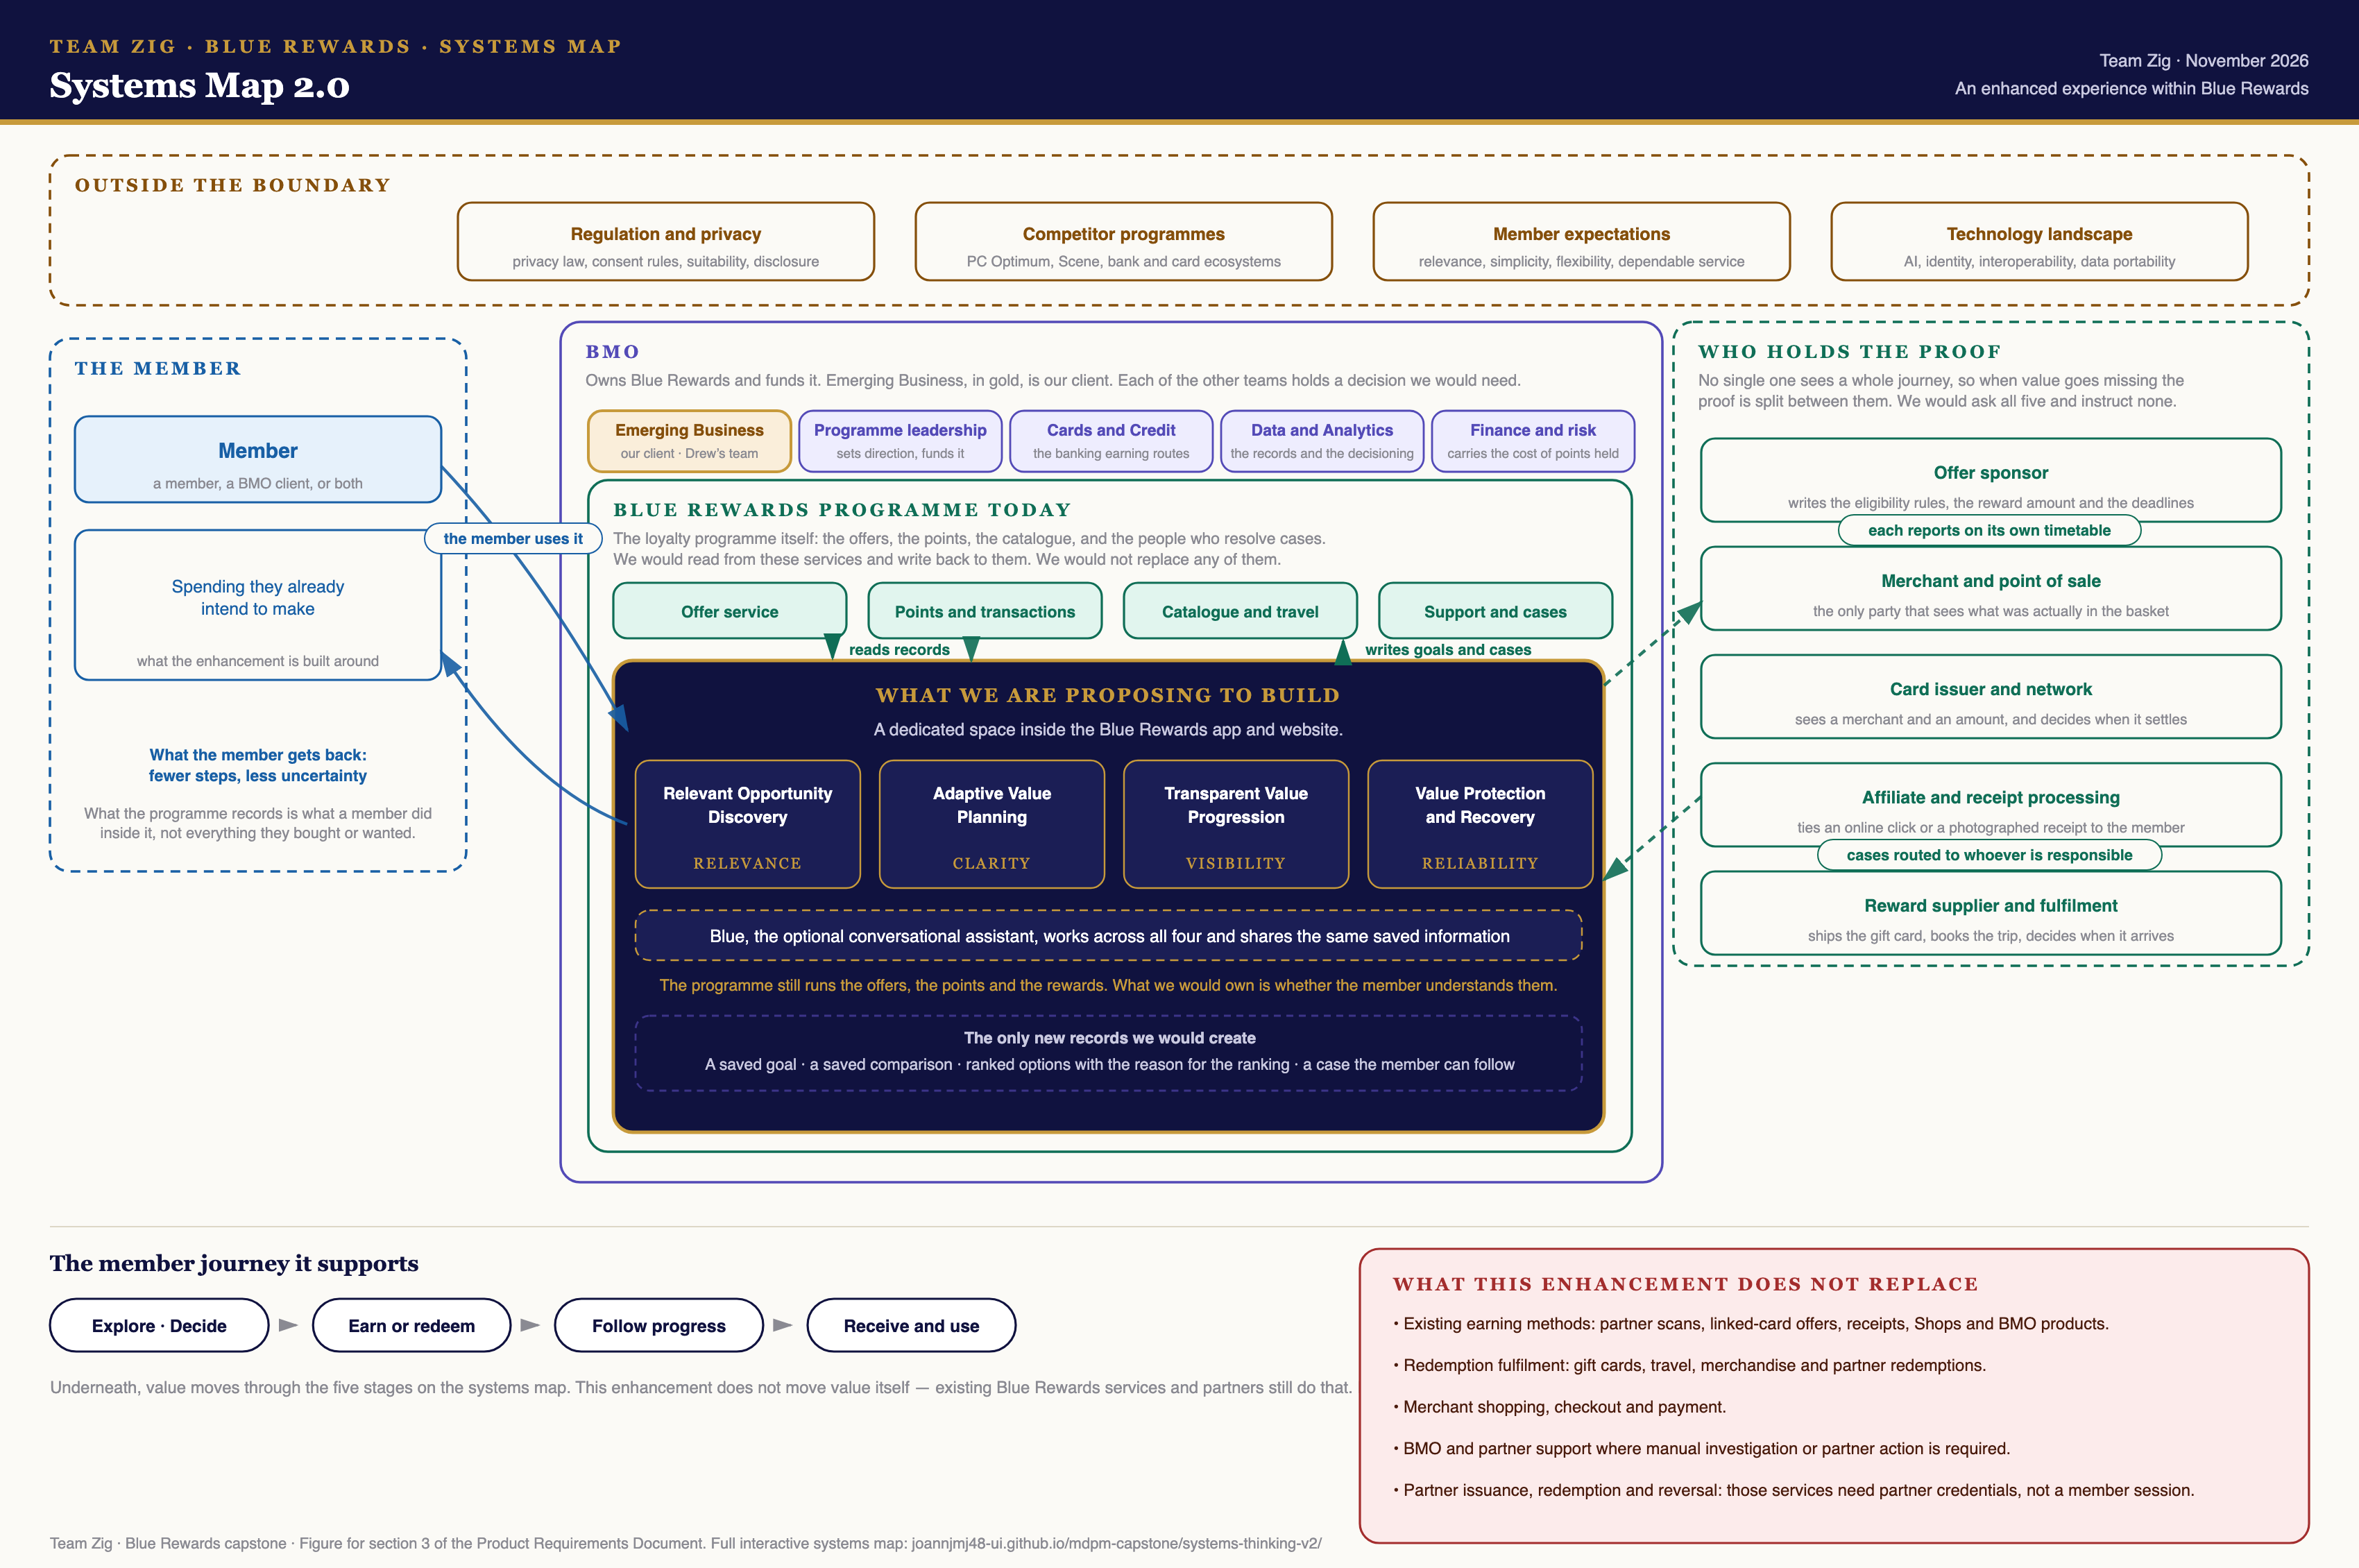 TEAM ZIG · BLUE REWARDS · SYSTEMS MAP
Systems Map 2.0
Team Zig · November 2026
An enhanced experience within Blue Rewards
OUTSIDE THE BOUNDARY
Regulation and privacy
privacy law, consent rules, suitability, disclosure
Competitor programmes
PC Optimum, Scene, bank and card ecosystems
Member expectations
relevance, simplicity, flexibility, dependable service
Technology landscape
AI, identity, interoperability, data portability
THE MEMBER
Member
a member, a BMO client, or both
the member uses it
Spending they already
intend to make
what the enhancement is built around
What the member gets back:
fewer steps, less uncertainty
What the programme records is what a member did
inside it, not everything they bought or wanted.
BMO
Owns Blue Rewards and funds it. Emerging Business, in gold, is our client. Each of the other teams holds a decision we would need.
Emerging Business
our client · Drew's team
Programme leadership
sets direction, funds it
Cards and Credit
the banking earning routes
Data and Analytics
the records and the decisioning
Finance and risk
carries the cost of points held
BLUE REWARDS PROGRAMME TODAY
The loyalty programme itself: the offers, the points, the catalogue, and the people who resolve cases.
We would read from these services and write back to them. We would not replace any of them.
Offer service
Points and transactions
Catalogue and travel
Support and cases
reads records
writes goals and cases
WHAT WE ARE PROPOSING TO BUILD
A dedicated space inside the Blue Rewards app and website.
Relevant Opportunity
Discovery
RELEVANCE
Adaptive Value
Planning
CLARITY
Transparent Value
Progression
VISIBILITY
Value Protection
and Recovery
RELIABILITY
Blue, the optional conversational assistant, works across all four and shares the same saved information
The programme still runs the offers, the points and the rewards. What we would own is whether the member understands them.
The only new records we would create
A saved goal · a saved comparison · ranked options with the reason for the ranking · a case the member can follow
WHO HOLDS THE PROOF
No single one sees a whole journey, so when value goes missing the
proof is split between them. We would ask all five and instruct none.
Offer sponsor
writes the eligibility rules, the reward amount and the deadlines
each reports on its own timetable
Merchant and point of sale
the only party that sees what was actually in the basket
Card issuer and network
sees a merchant and an amount, and decides when it settles
Affiliate and receipt processing
ties an online click or a photographed receipt to the member
cases routed to whoever is responsible
Reward supplier and fulfilment
ships the gift card, books the trip, decides when it arrives
The member journey it supports
Explore · Decide
Earn or redeem
Follow progress
Receive and use
Underneath, value moves through the five stages on the systems map. This enhancement does not move value itself — existing Blue Rewards services and partners still do that.
WHAT THIS ENHANCEMENT DOES NOT REPLACE
· Existing earning methods: partner scans, linked-card offers, receipts, Shops and BMO products.
· Redemption fulfilment: gift cards, travel, merchandise and partner redemptions.
· Merchant shopping, checkout and payment.
· BMO and partner support where manual investigation or partner action is required.
· Partner issuance, redemption and reversal: those services need partner credentials, not a member session.
Team Zig · Blue Rewards capstone · Figure for section 3 of the Product Requirements Document. Full interactive systems map: joannjmj48-ui.github.io/mdpm-capstone/systems-thinking-v2/